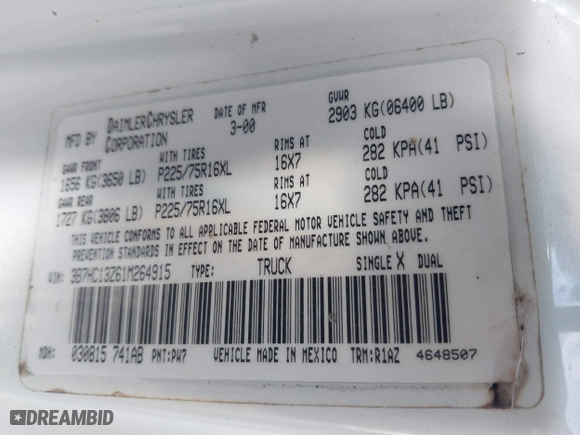 MFD BY DAIMLERCHRYSLER CORPORATION
DATE OF MFR 3-00
GVWR 2903 KG(06400 LB)
GAWR FRONT WITH TIRES RIMS AT COLD
1656 KG(3650 LB) P225/75R16XL 16X7 282 KPA(41 PSI)
GAWR REAR WITH TIRES RIMS AT COLD
1727 KG(3806 LB) P225/75R16XL 16X7 282 KPA(41 PSI)
THIS VEHICLE CONFORMS TO ALL APPLICABLE FEDERAL MOTOR VEHICLE SAFETY AND THEFT
PREVENTION STANDARDS IN EFFECT ON THE DATE OF MANUFACTURE SHOWN ABOVE.
VIN: 3B7HC13Z61M264915 TYPE: TRUCK SINGLE X DUAL
MDH: 030815 741AB PNT:PW7 VEHICLE MADE IN MEXICO TRM:R1AZ 4648507
DREAMBID